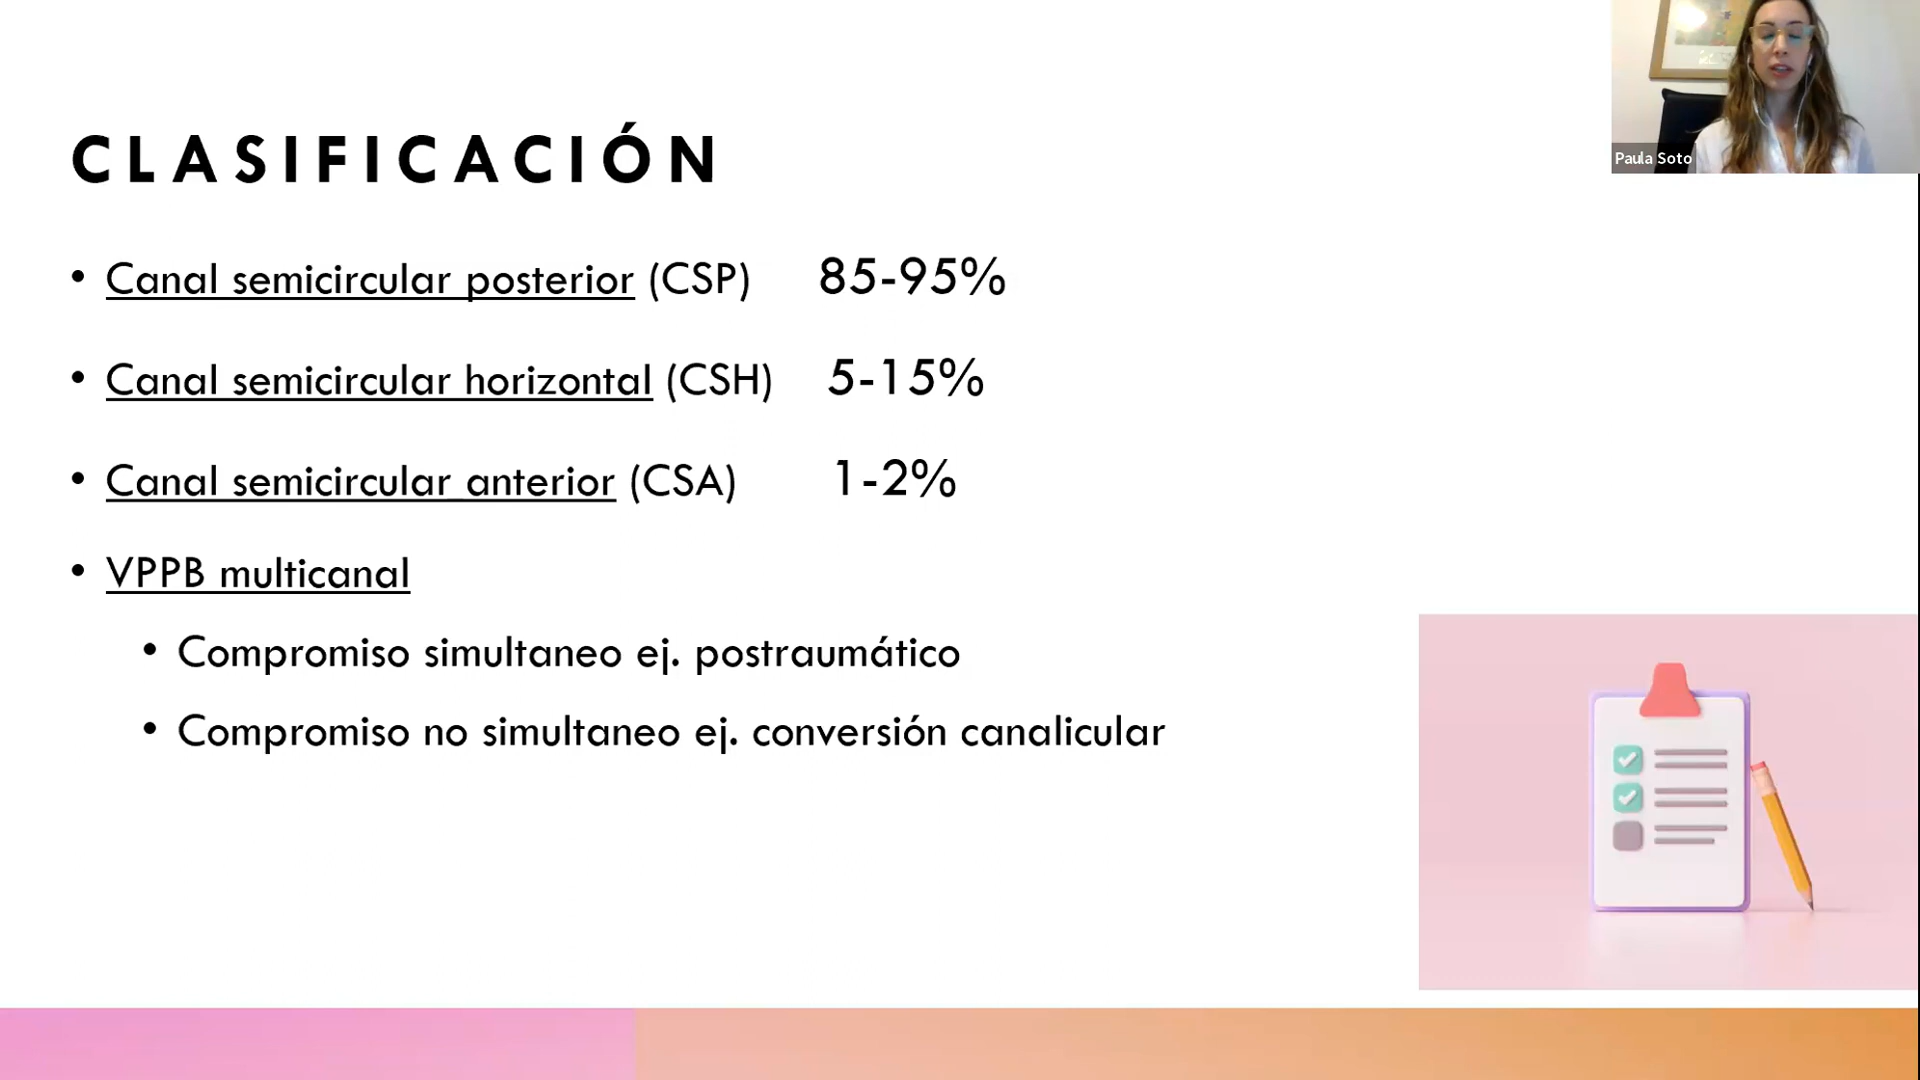 CLASIFICACIÓN
• Canal semicircular posterior (CSP) 85-95%
• Canal semicircular horizontal (CSH) 5-15%
• Canal semicircular anterior (CSA) 1-2%
• VPPB multicanal
• Compromiso simultaneo ej. postraumático
• Compromiso no simultaneo ej. conversión canalicular
Paula Soto